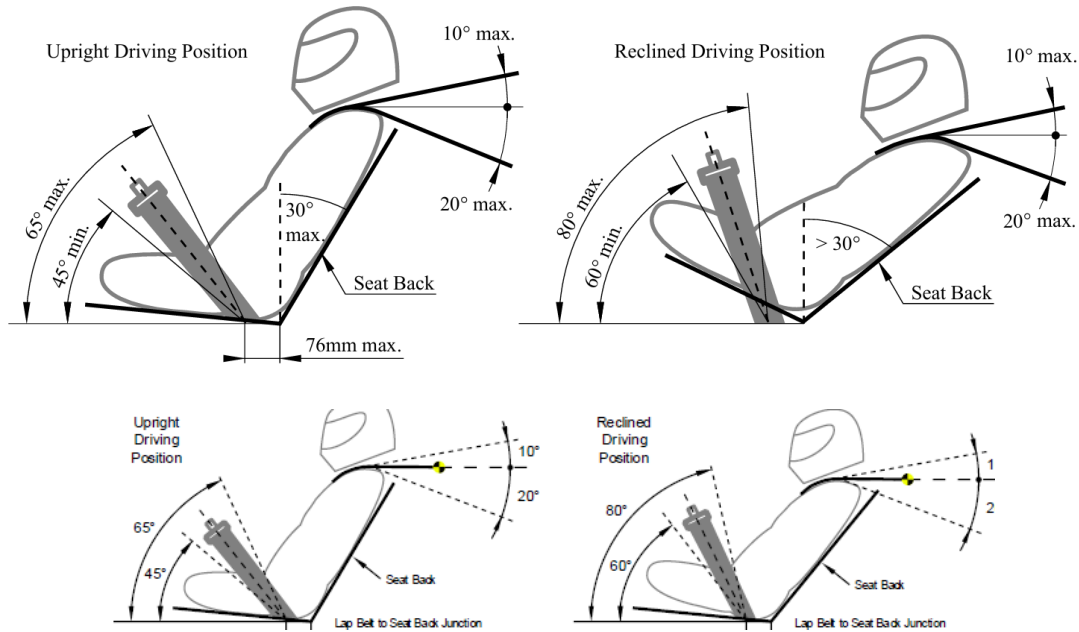 Upright Driving Position
10° max.
65° max.
45° min.
30°
max.
20° max.
Seat Back
76mm max.
Reclined Driving Position
10° max.
80° max.
60° min.
> 30°
20° max.
Seat Back
Upright
Driving
Position
10°
20°
65°
45°
Seat Back
Lap Belt to Seat Back Junction
Reclined
Driving
Position
1
2
80°
60°
Seat Back
Lap Belt to Seat Back Junction